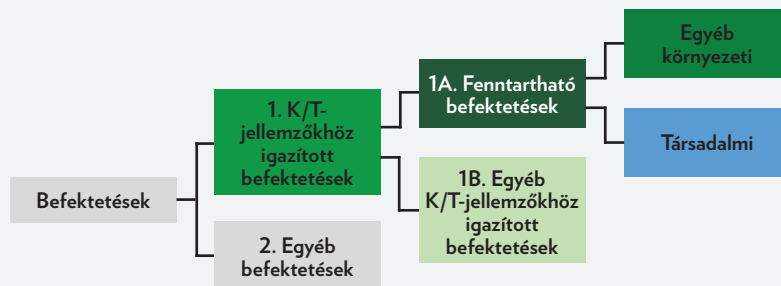 Befektetések
1. K/T-
jellemzőkhöz
igazított
befektetések
2. Egyéb
befektetések
1A. Fenntartható
befektetések
1B. Egyéb
K/T-jellemzőkhöz
igazított
befektetések
Egyéb
környezeti
Társadalmi